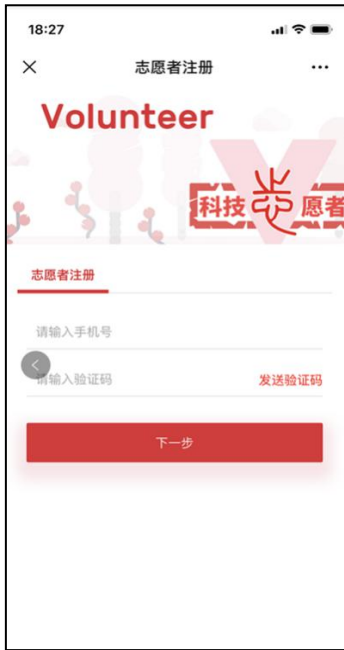 18:27
志愿者注册
Volunteer
科技志愿者
志愿者注册
请输入手机号
请输入验证码
发送验证码
下一步